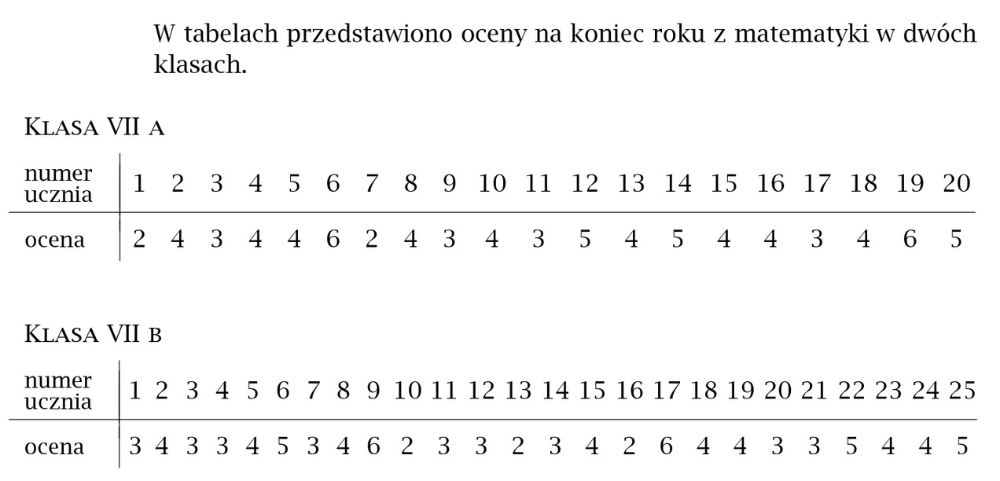 W tabelach przedstawiono oceny na koniec roku z matematyki w dwóch
klasach.
KLASA VII A
numer ucznia 1 2 3 4 5 6 7 8 9 10 11 12 13 14 15 16 17 18 19 20
ocena 2 4 3 4 4 6 2 4 3 4 3 5 4 5 4 4 3 4 6 5
KLASA VII B
numer ucznia 1 2 3 4 5 6 7 8 9 10 11 12 13 14 15 16 17 18 19 20 21 22 23 24 25
ocena 3 4 3 3 4 5 3 4 6 2 3 3 2 3 4 2 6 4 4 3 3 5 4 4 5